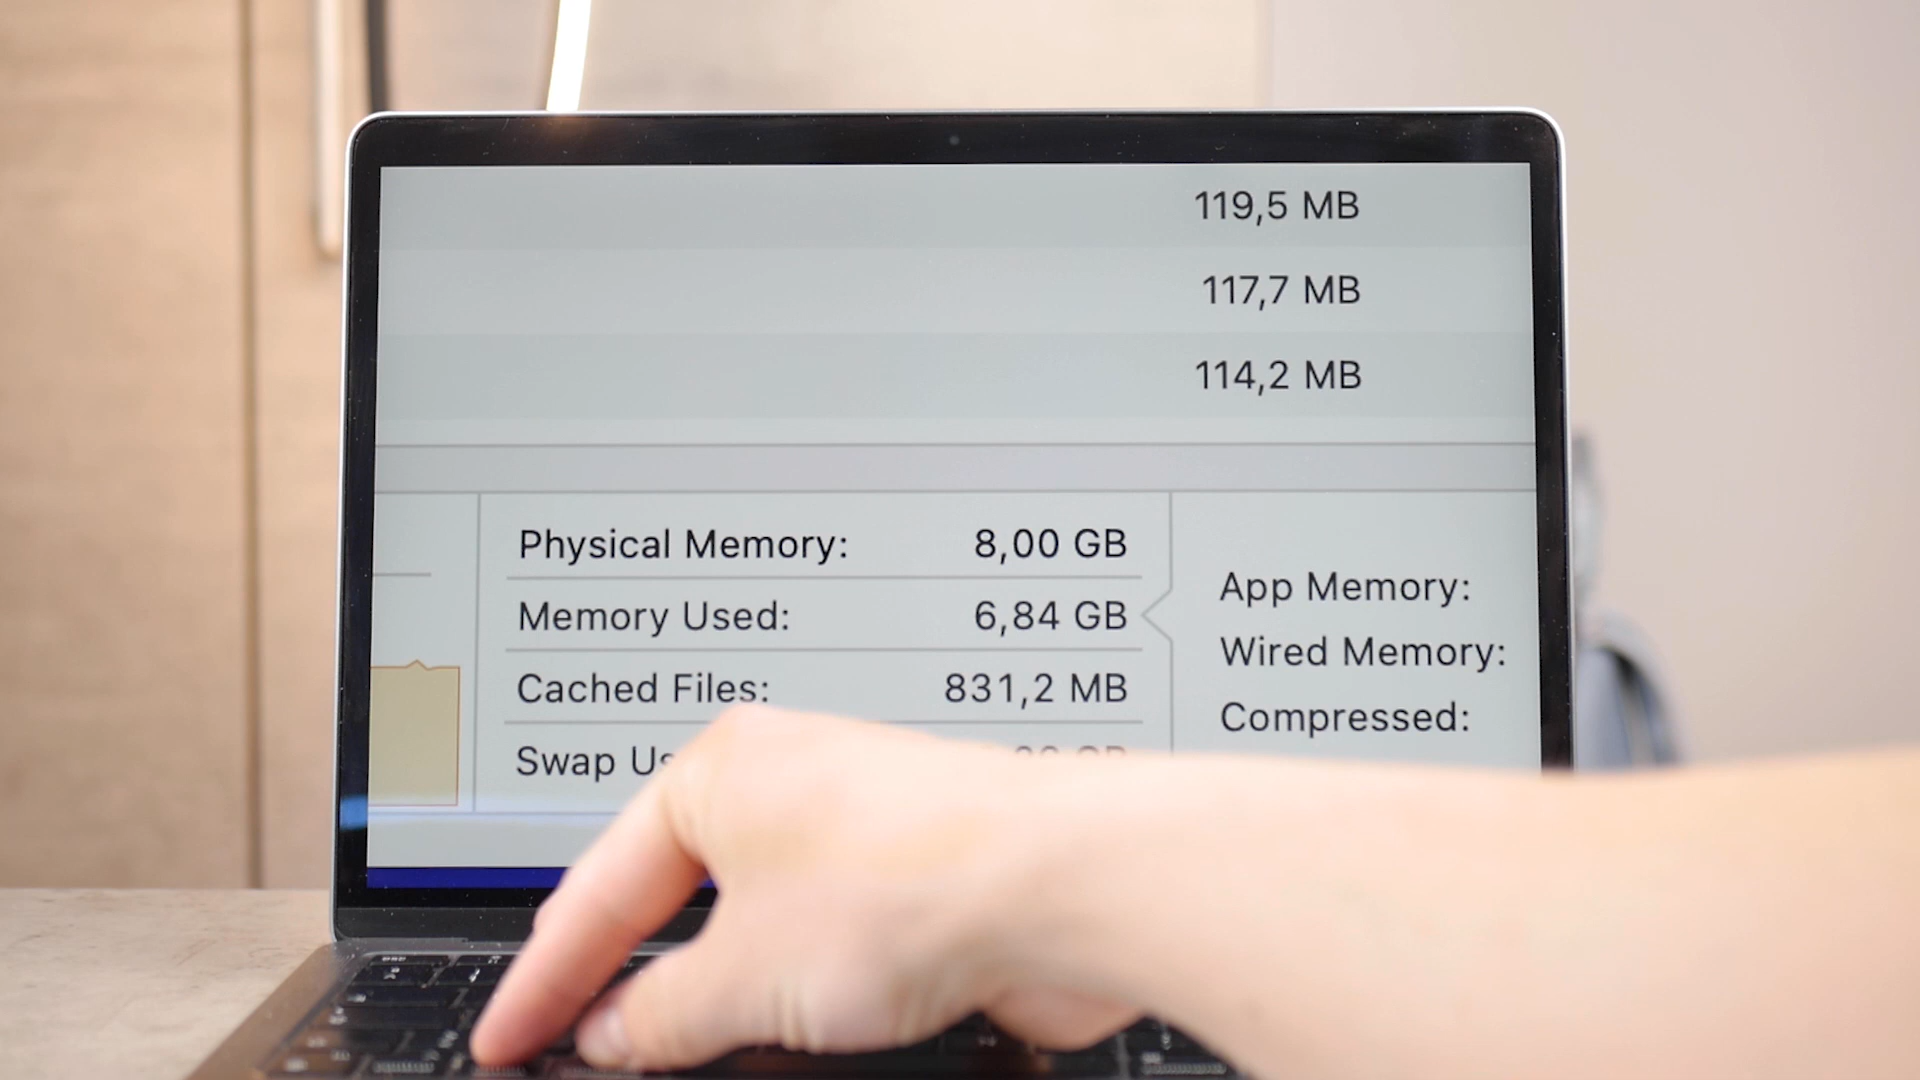 119,5 MB
117,7 MB
114,2 MB
Physical Memory: 8,00 GB
Memory Used: 6,84 GB
Cached Files: 831,2 MB
Swap
App Memory:
Wired Memory:
Compressed: